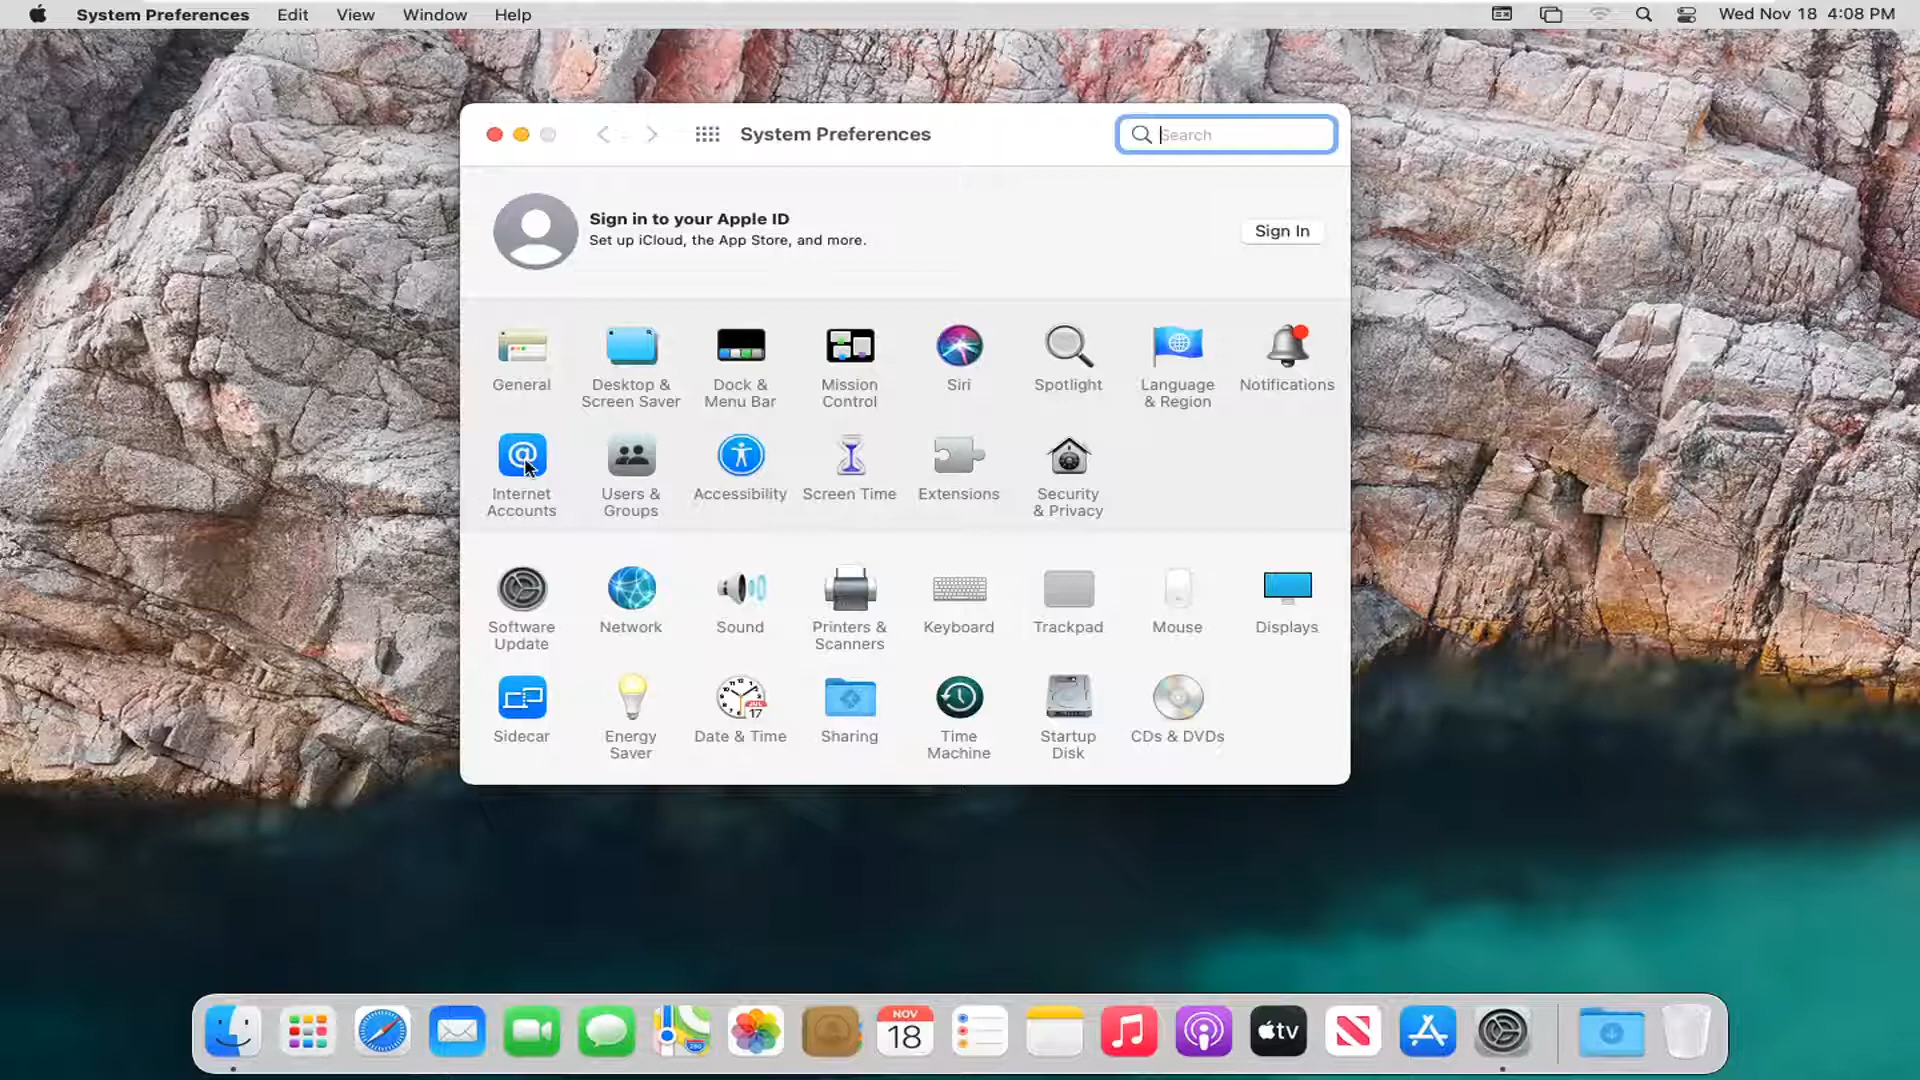 System Preferences Edit View Window Help Wed Nov 18 4:08 PM
System Preferences
Search
Sign in to your Apple ID
Set up iCloud, the App Store, and more.
Sign In
General
Desktop &
Screen Saver
Dock &
Menu Bar
Mission
Control
Siri
Spotlight
Language
& Region
Notifications
Internet
Accounts
Users &
Groups
Accessibility
Screen Time
Extensions
Security
& Privacy
Software
Update
Network
Sound
Printers &
Scanners
Keyboard
Trackpad
Mouse
Displays
Sidecar
Energy
Saver
Date & Time
Sharing
Time
Machine
Startup
Disk
CDs & DVDs
NOV
18
tv